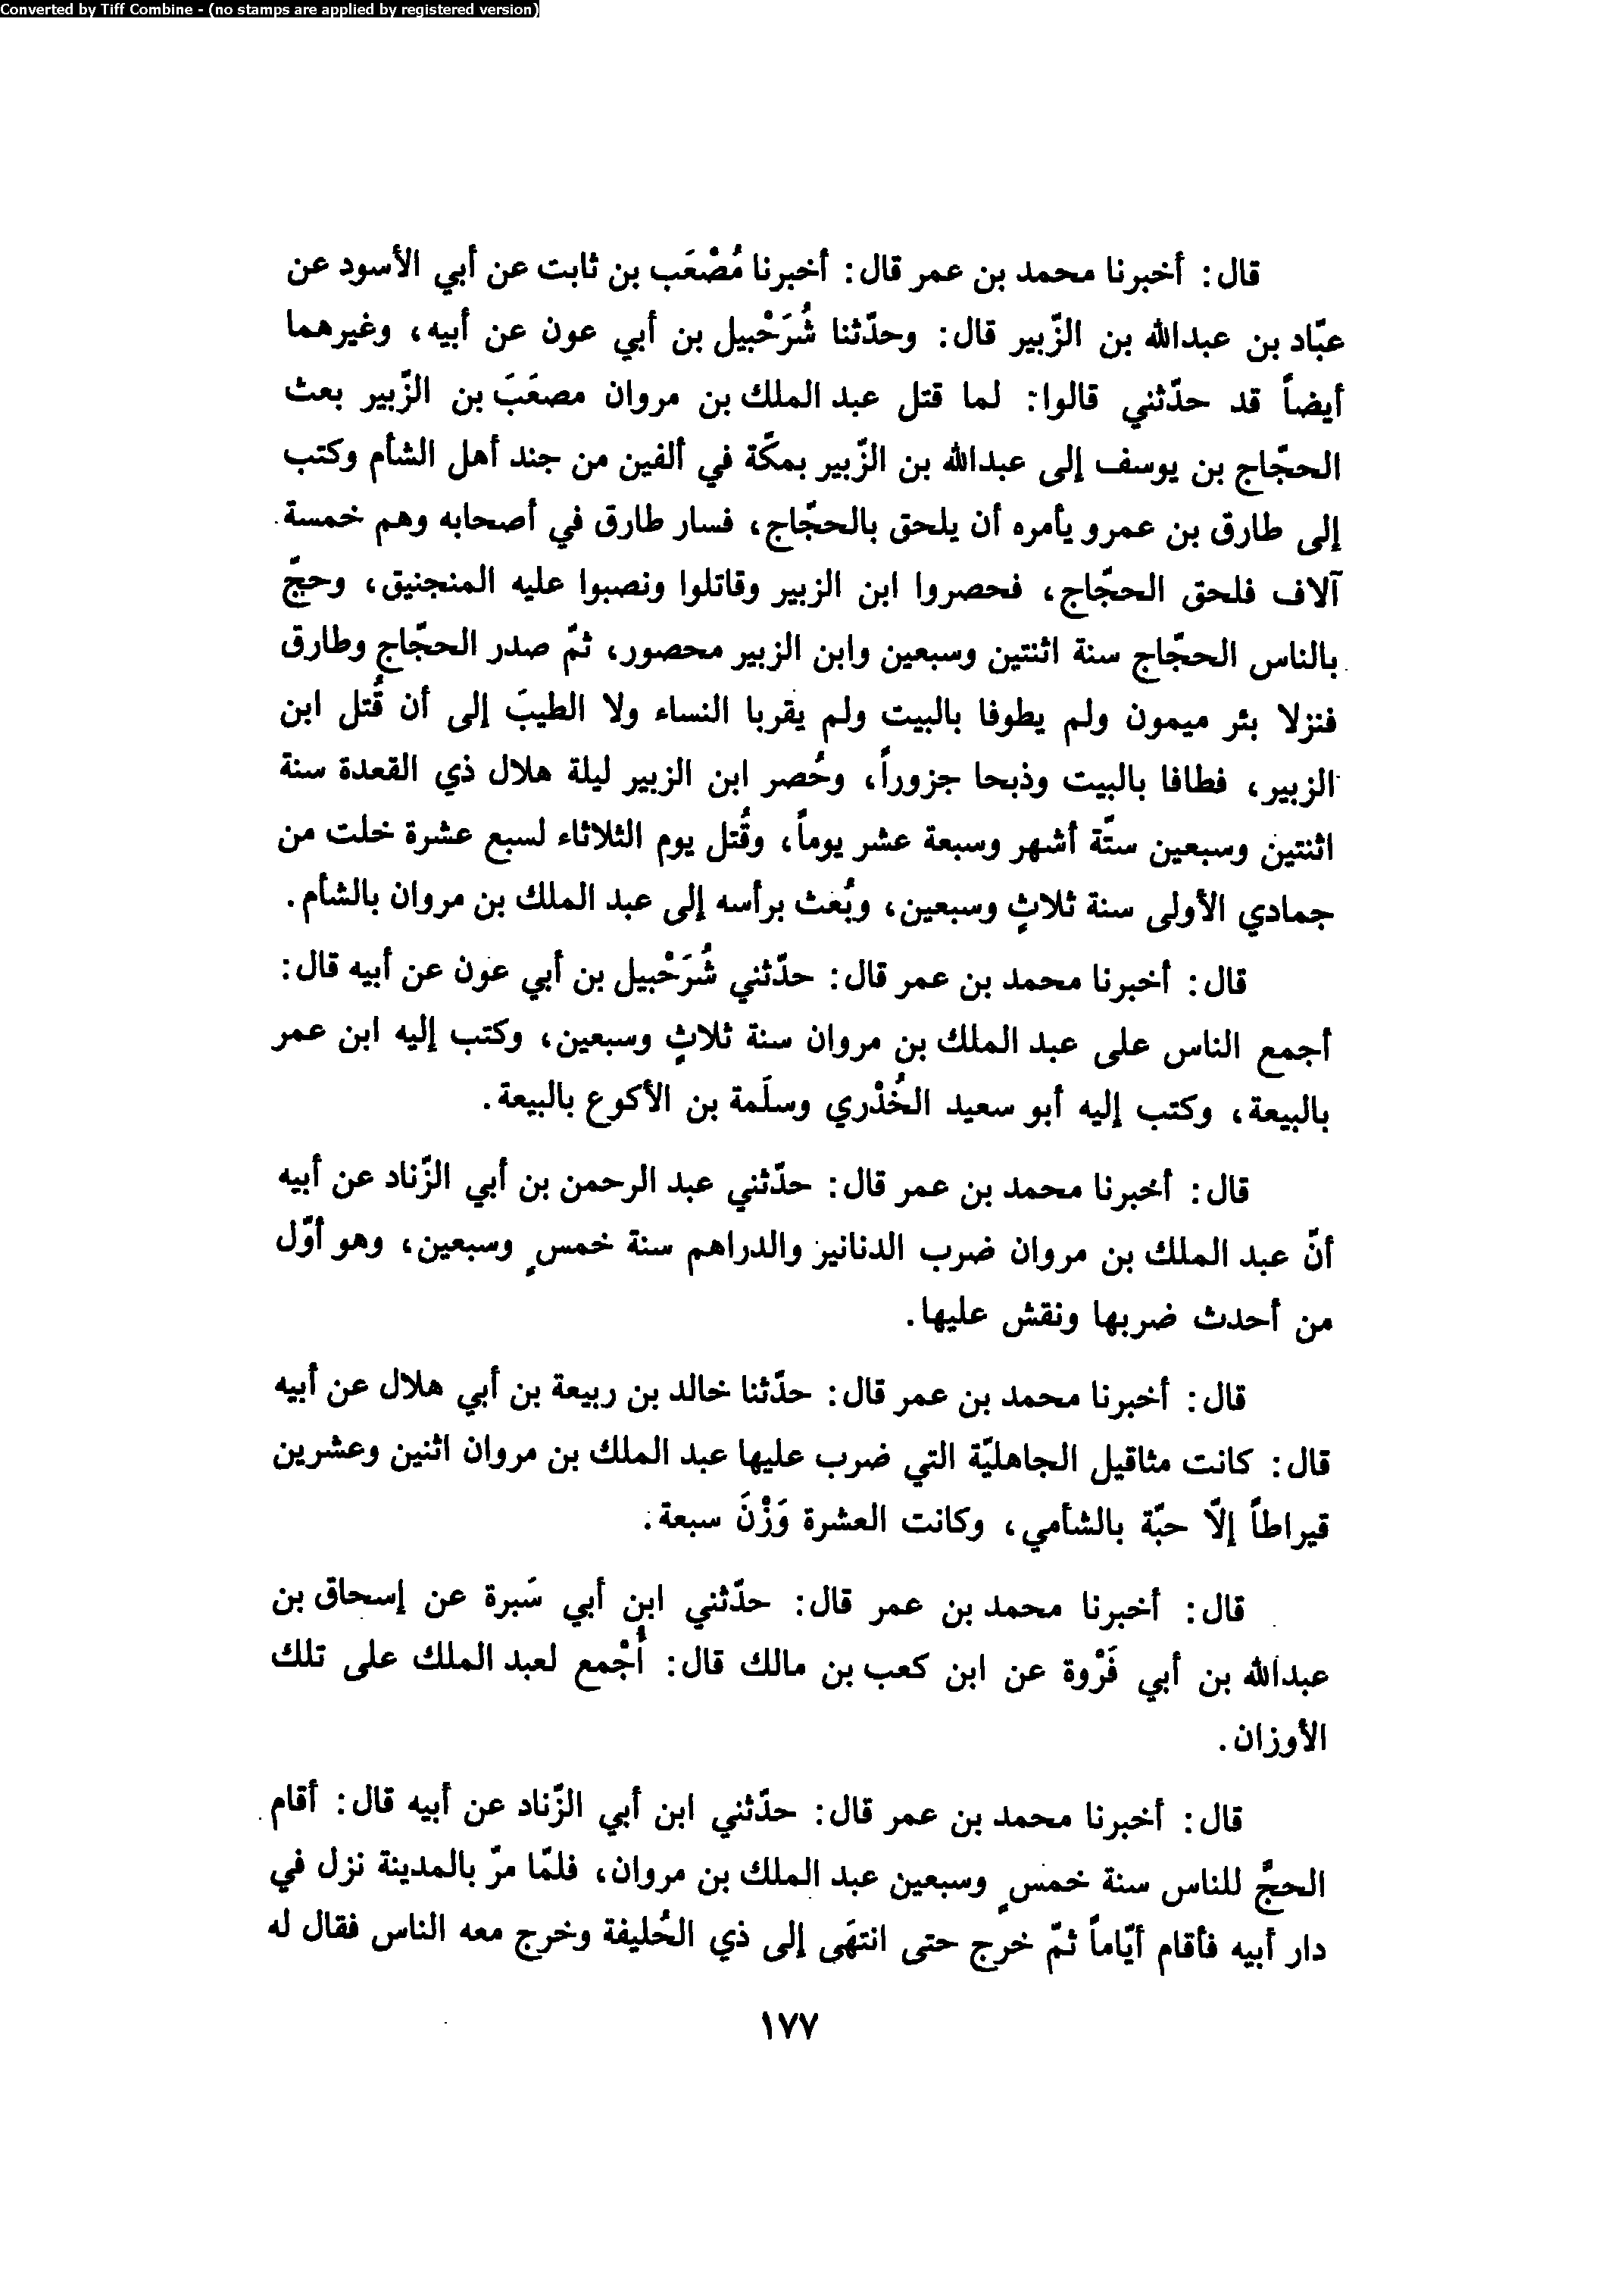 Converted by Tiff Combine - (no stamps are applied by registered version)
قال: أخبرنا محمد بن عمر قال: أخبرنا مُصْعَب بن ثابت عن أبي الأسود عن
عبّاد بن عبدالله بن الزّبير قال: وحدّثنا شُرَحْبيل بن أبي عون عن أبيه، وغيرهما
أيضاً قد حدّثني قالوا: لما قتل عبد الملك بن مروان مصعَبَ بن الزّبير بعث
الحجّاج بن يوسف إلى عبدالله بن الزّبير بمكّة في ألفين من جند أهل الشأم وكتب
إلى طارق بن عمرو يأمره أن يلحق بالحجّاج، فسار طارق في أصحابه وهم خمسة
آلاف فلحق الحجّاج، فحصروا ابن الزبير وقاتلوا ونصبوا عليه المنجنيق، وحجّ
بالناس الحجّاج سنة اثنتين وسبعين وابن الزبير محصور، ثمّ صدر الحجّاج وطارق
فنزلا بئر ميمون ولم يطوفا بالبيت ولم يقربا النساء ولا الطيبَ إلى أن قُتل ابن
الزبير، فطافا بالبيت وذبحا جزوراً، وحُصر ابن الزبير ليلة هلال ذي القعدة سنة
اثنتين وسبعين ستّة أشهر وسبعة عشر يوماً، وقُتل يوم الثلاثاء لسبع عشرة خلت من
جمادي الأولى سنة ثلاثٍ وسبعين، وبُعث برأسه إلى عبد الملك بن مروان بالشأم.
قال: أخبرنا محمد بن عمر قال: حدّثني شُرَحْبيل بن أبي عون عن أبيه قال:
أجمع الناس على عبد الملك بن مروان سنة ثلاثٍ وسبعين، وكتب إليه ابن عمر
بالبيعة، وكتب إليه أبو سعيد الخُدْري وسلَمة بن الأكوع بالبيعة.
قال: أخبرنا محمد بن عمر قال: حدّثني عبد الرحمن بن أبي الزّناد عن أبيه
أنّ عبد الملك بن مروان ضرب الدنانير والدراهم سنة خمسٍ وسبعين، وهو أوّل
من أحدث ضربها ونقش عليها.
قال: أخبرنا محمد بن عمر قال: حدّثنا خالد بن ربيعة بن أبي هلال عن أبيه
قال: كانت مثاقيل الجاهليّة التي ضرب عليها عبد الملك بن مروان اثنين وعشرين
قيراطاً إلّا حبّة بالشأمي، وكانت العشرة وَزْنَ سبعة.
قال: أخبرنا محمد بن عمر قال: حدّثني ابن أبي سَبرة عن إسحاق بن
عبدالله بن أبي فَرْوة عن ابن كعب بن مالك قال: أُجْمع لعبد الملك على تلك
الأوزان.
قال: أخبرنا محمد بن عمر قال: حدّثني ابن أبي الزّناد عن أبيه قال: أقام
الحجَّ للناس سنة خمسٍ وسبعين عبد الملك بن مروان، فلمّا مرّ بالمدينة نزل في
دار أبيه فأقام أيّاماً ثمّ خرج حتى انتهَى إلى ذي الحُليفة وخرج معه الناس فقال له
١٧٧